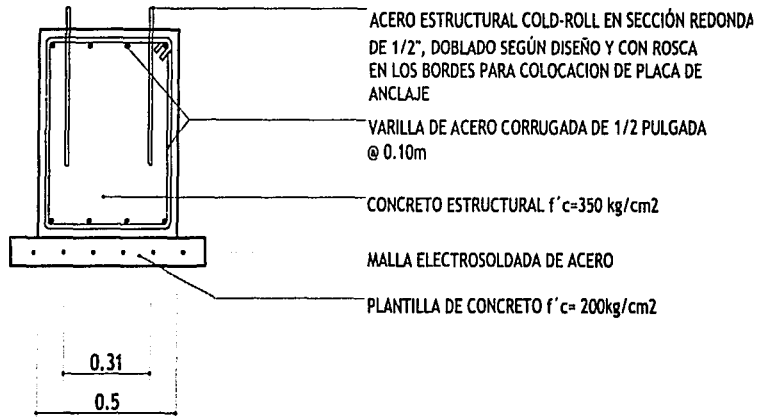 ACERO ESTRUCTURAL COLD-ROLL EN SECCIÓN REDONDA
DE 1/2", DOBLADO SEGÚN DISEÑO Y CON ROSCA
EN LOS BORDES PARA COLOCACION DE PLACA DE
ANCLAJE
VARILLA DE ACERO CORRUGADA DE 1/2 PULGADA
@ 0.10m
CONCRETO ESTRUCTURAL f´c=350 kg/cm2
MALLA ELECTROSOLDADA DE ACERO
PLANTILLA DE CONCRETO f´c= 200kg/cm2
0.31
0.5